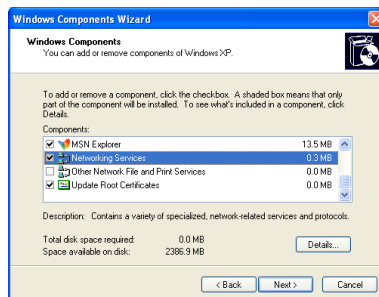 Windows Components Wizard
Windows Components
You can add or remove components of Windows XP.
To add or remove a component, click the checkbox. A shaded box means that only
part of the component will be installed. To see what's included in a component, click
Details.
Components:
MSN Explorer 13.5 MB
Networking Services 0.3 MB
Other Network File and Print Services 0.0 MB
Update Root Certificates 0.0 MB
Description: Contains a variety of specialized, network-related services and protocols.
Total disk space required: 0.0 MB
Space available on disk: 2386.9 MB
Details...
< Back Next > Cancel